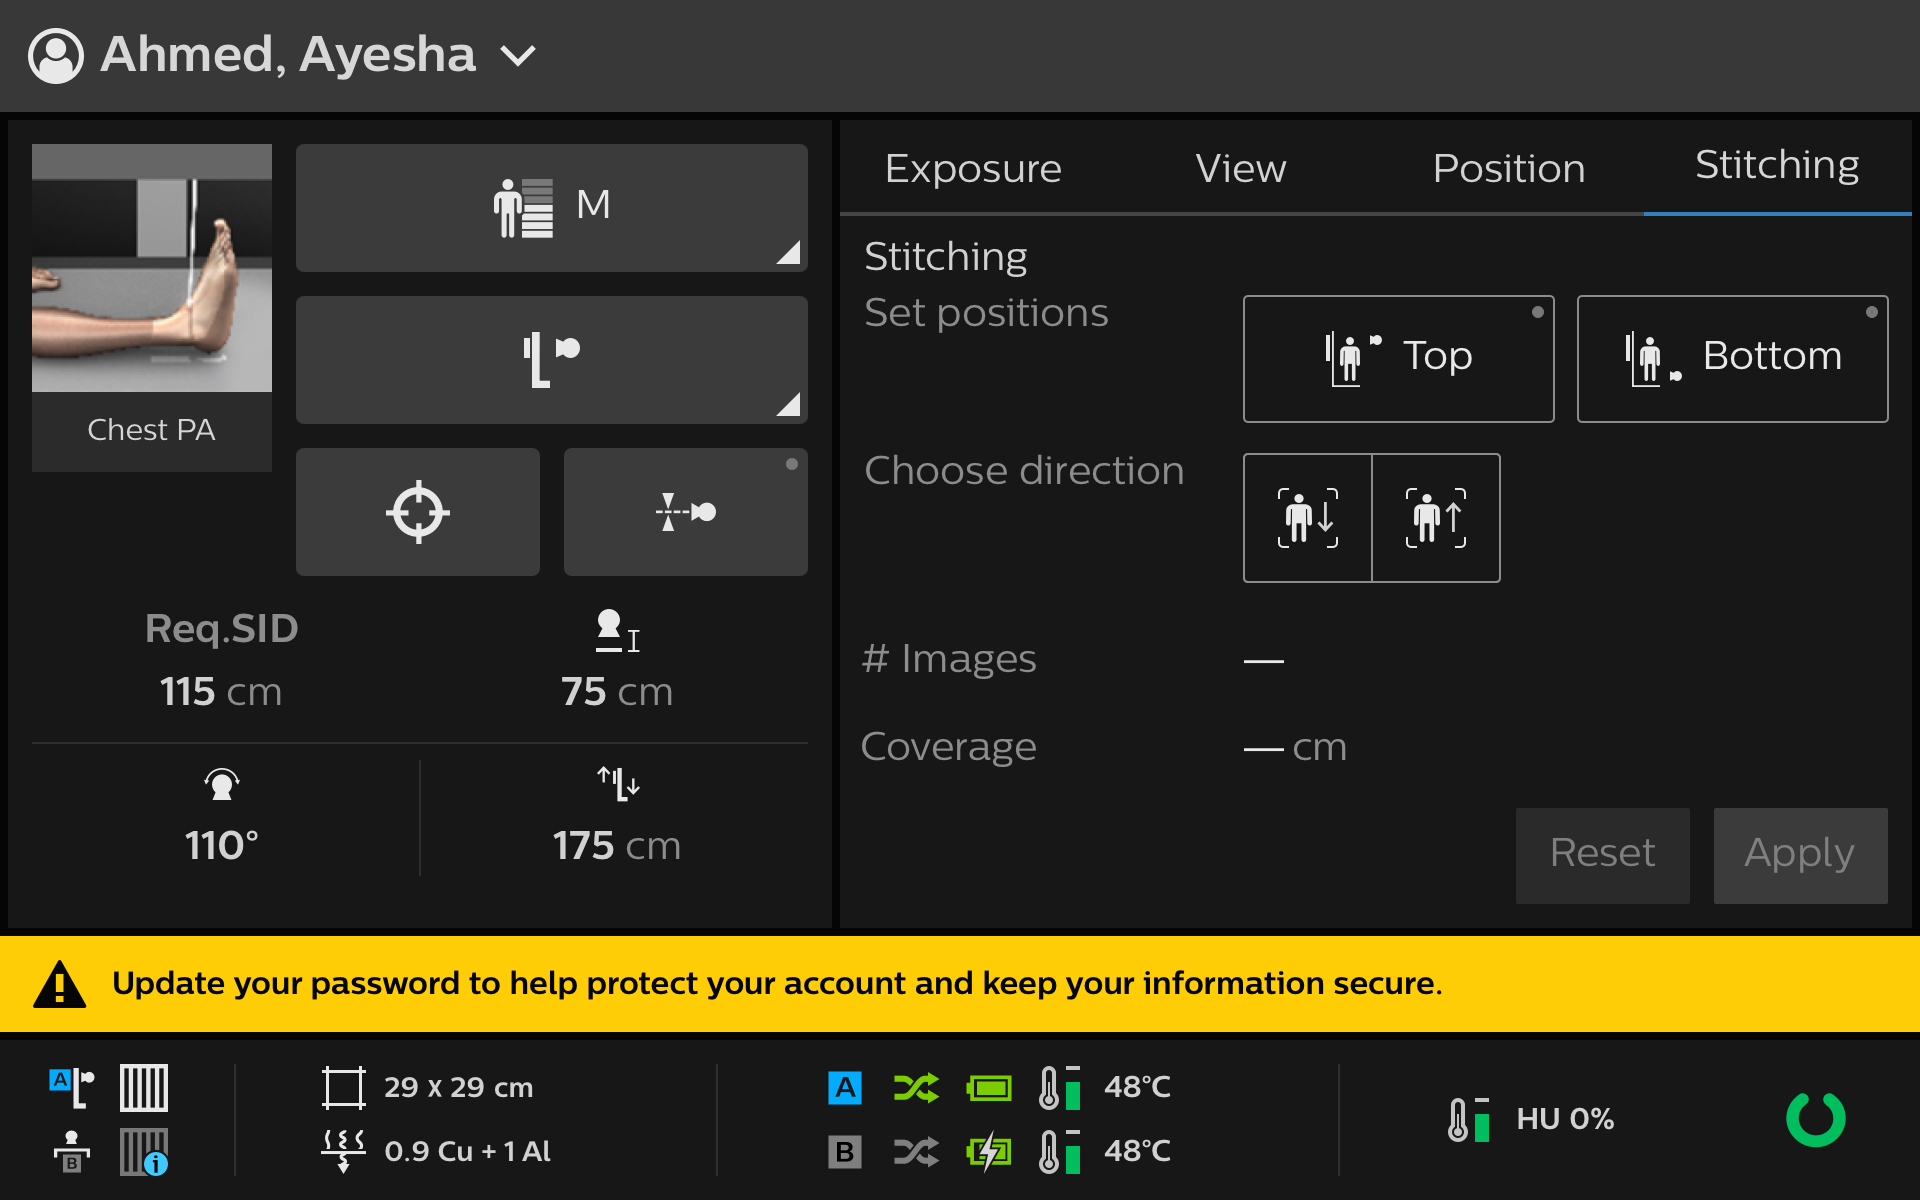 Ahmed, Ayesha
Chest PA
M
Req.SID
115 cm
75 cm
110°
175 cm
Exposure
View
Position
Stitching
Stitching
Set positions
Top
Bottom
Choose direction
# Images
—
Coverage
— cm
Reset
Apply
Update your password to help protect your account and keep your information secure.
A
B
i
29 x 29 cm
0.9 Cu + 1 Al
A
48°C
B
48°C
HU 0%